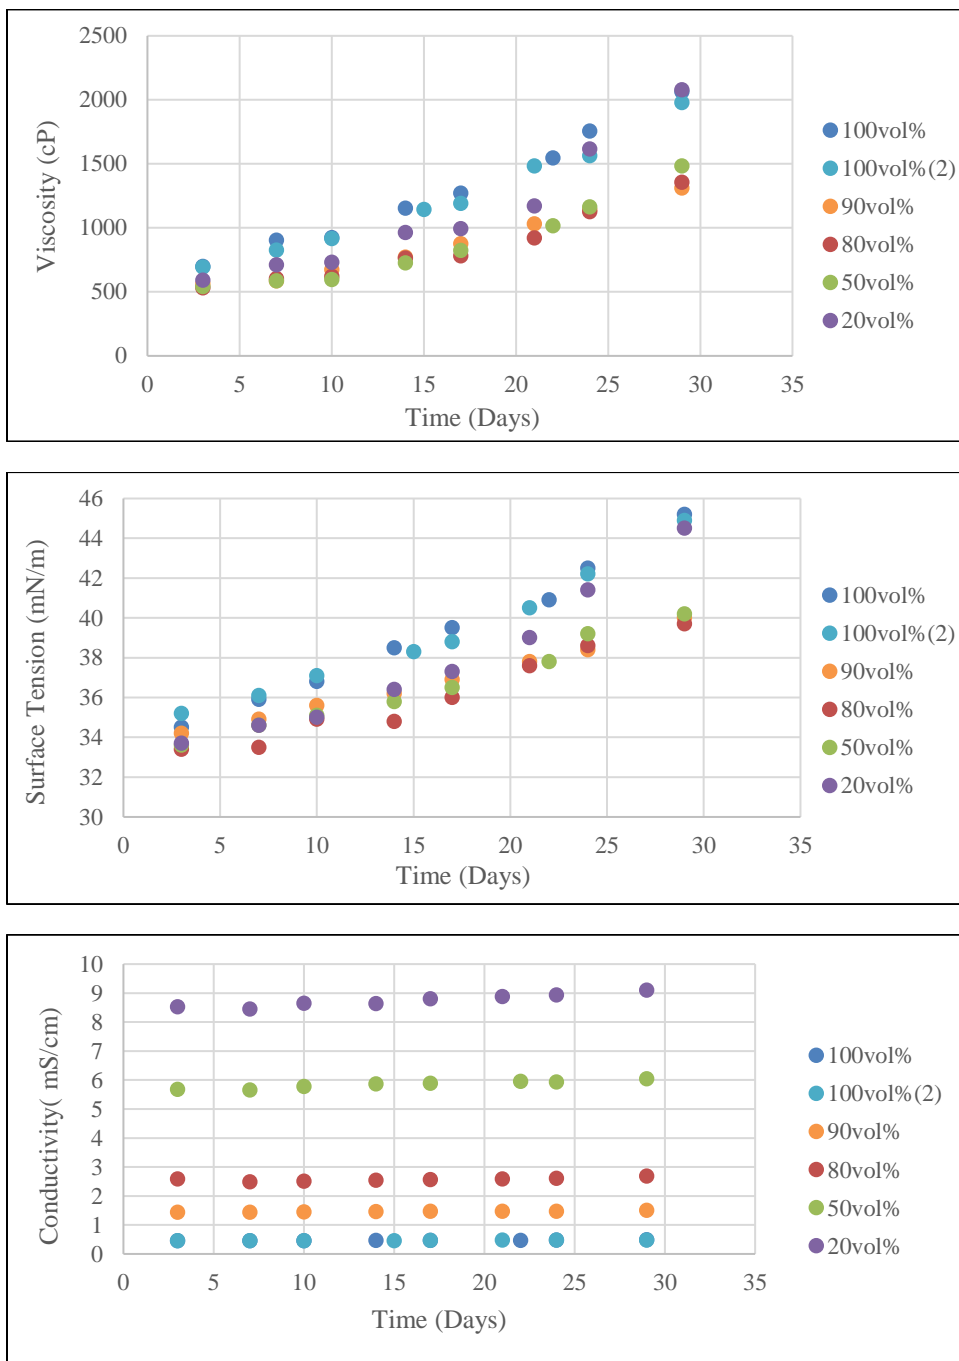 2500
2000
1500
1000
500
0
Viscosity (cP)
0 5 10 15 20 25 30 35
Time (Days)
100vol%
100vol%(2)
90vol%
80vol%
50vol%
20vol%
46
44
42
40
38
36
34
32
30
Surface Tension (mN/m)
0 5 10 15 20 25 30 35
Time (Days)
100vol%
100vol%(2)
90vol%
80vol%
50vol%
20vol%
10
9
8
7
6
5
4
3
2
1
0
Conductivity( mS/cm)
0 5 10 15 20 25 30 35
Time (Days)
100vol%
100vol%(2)
90vol%
80vol%
50vol%
20vol%